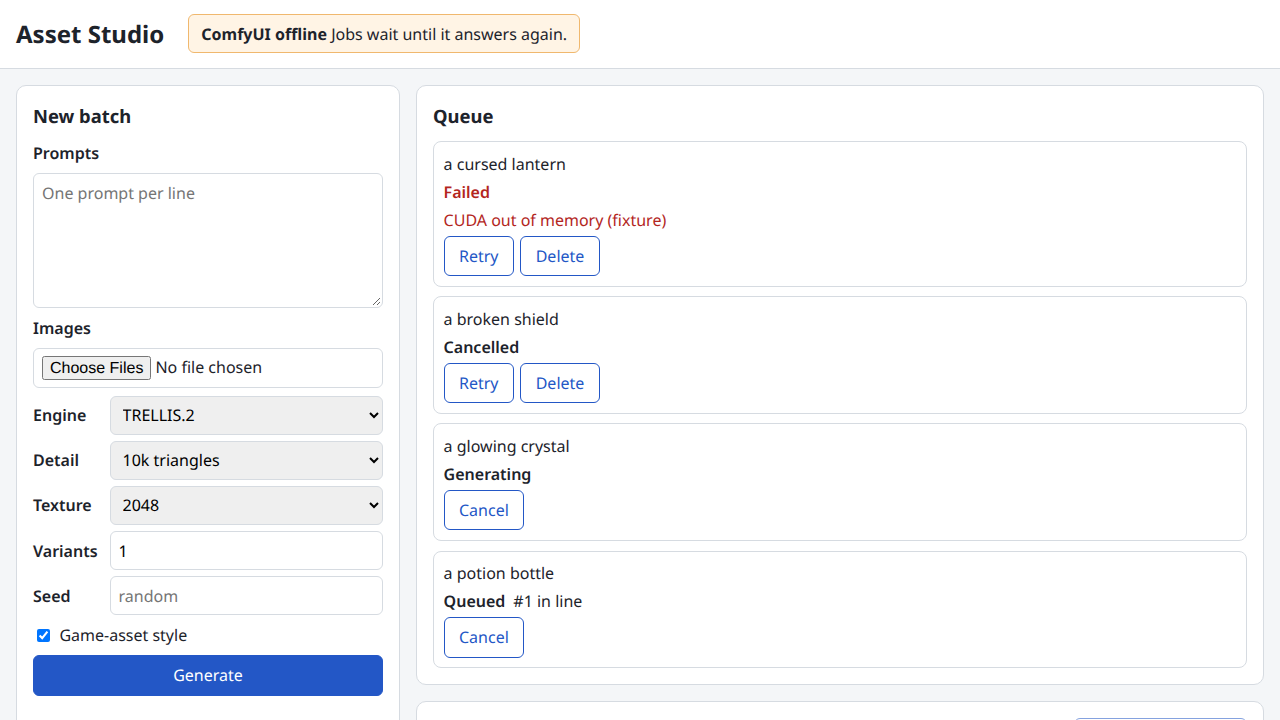 Asset Studio
ComfyUI offline Jobs wait until it answers again.
New batch
Prompts
One prompt per line
Images
Choose Files No file chosen
Engine TRELLIS.2
Detail 10k triangles
Texture 2048
Variants 1
Seed random
Game-asset style
Generate
Queue
a cursed lantern
Failed
CUDA out of memory (fixture)
Retry Delete
a broken shield
Cancelled
Retry Delete
a glowing crystal
Generating
Cancel
a potion bottle
Queued #1 in line
Cancel